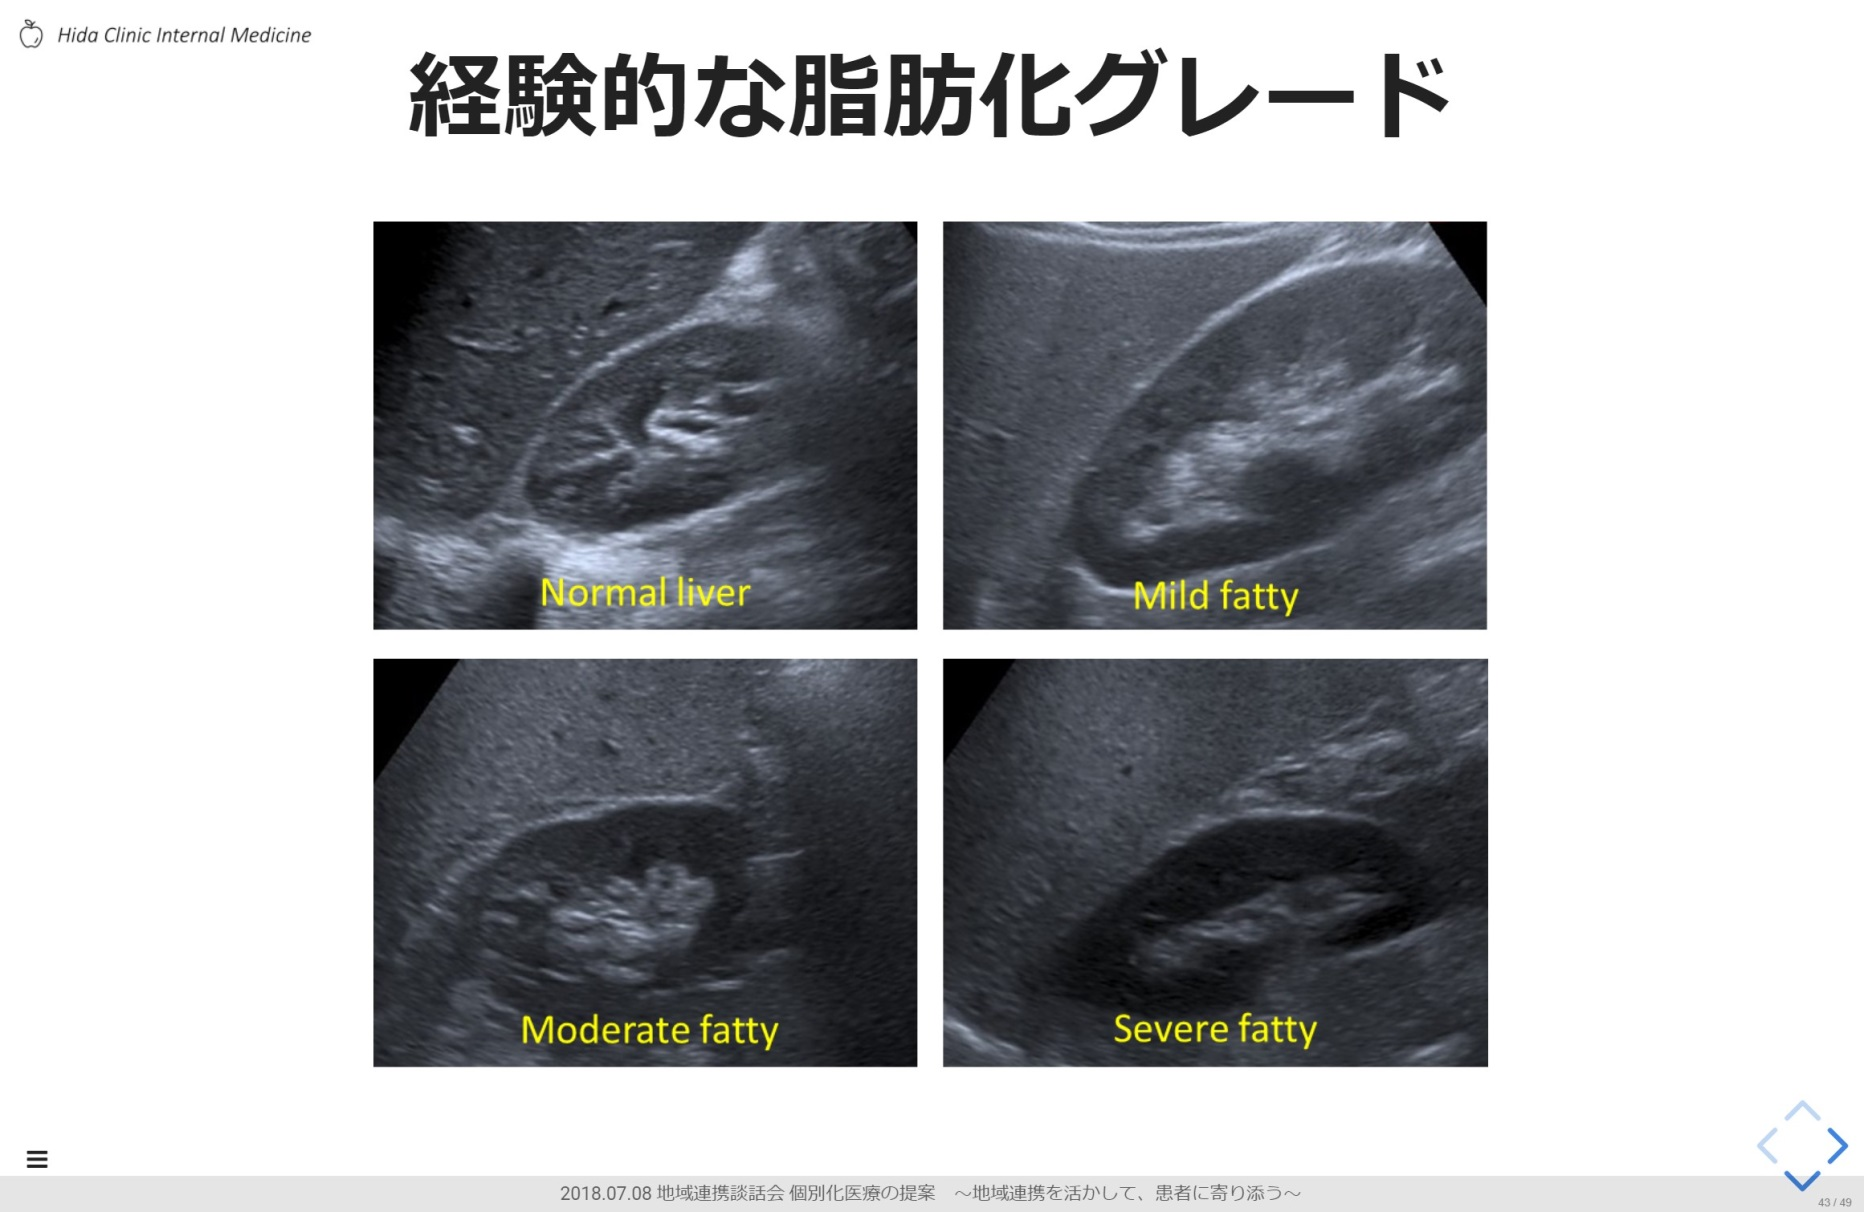 Hida Clinic Internal Medicine
経験的な脂肪化グレード
Normal liver
Mild fatty
Moderate fatty
Severe fatty
2018.07.08 地域連携談話会 個別化医療の提案　～地域連携を活かして、患者に寄り添う～
43 / 49